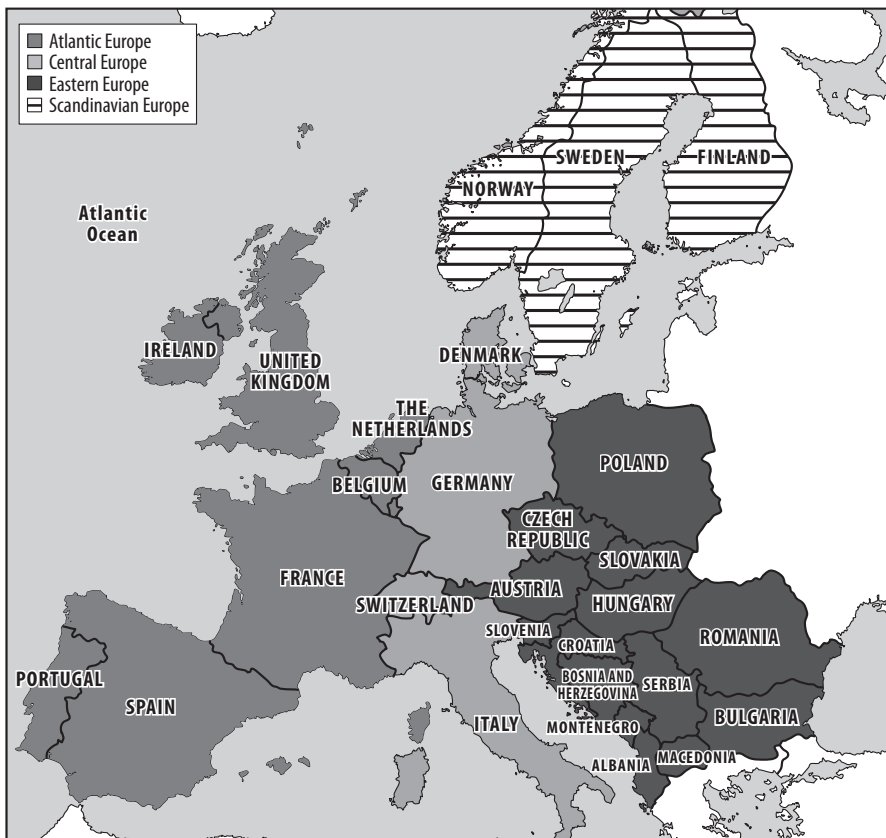 Atlantic Europe
Central Europe
Eastern Europe
Scandinavian Europe
SWEDEN
FINLAND
NORWAY
Atlantic
Ocean
IRELAND
UNITED
KINGDOM
DENMARK
THE
NETHERLANDS
BELGIUM
GERMANY
POLAND
CZECH
REPUBLIC
SLOVAKIA
FRANCE
SWITZERLAND
AUSTRIA
HUNGARY
SLOVENIA
CROATIA
ROMANIA
PORTUGAL
SPAIN
ITALY
BOSNIA AND
HERZEGOVINA
SERBIA
MONTENEGRO
BULGARIA
ALBANIA
MACEDONIA